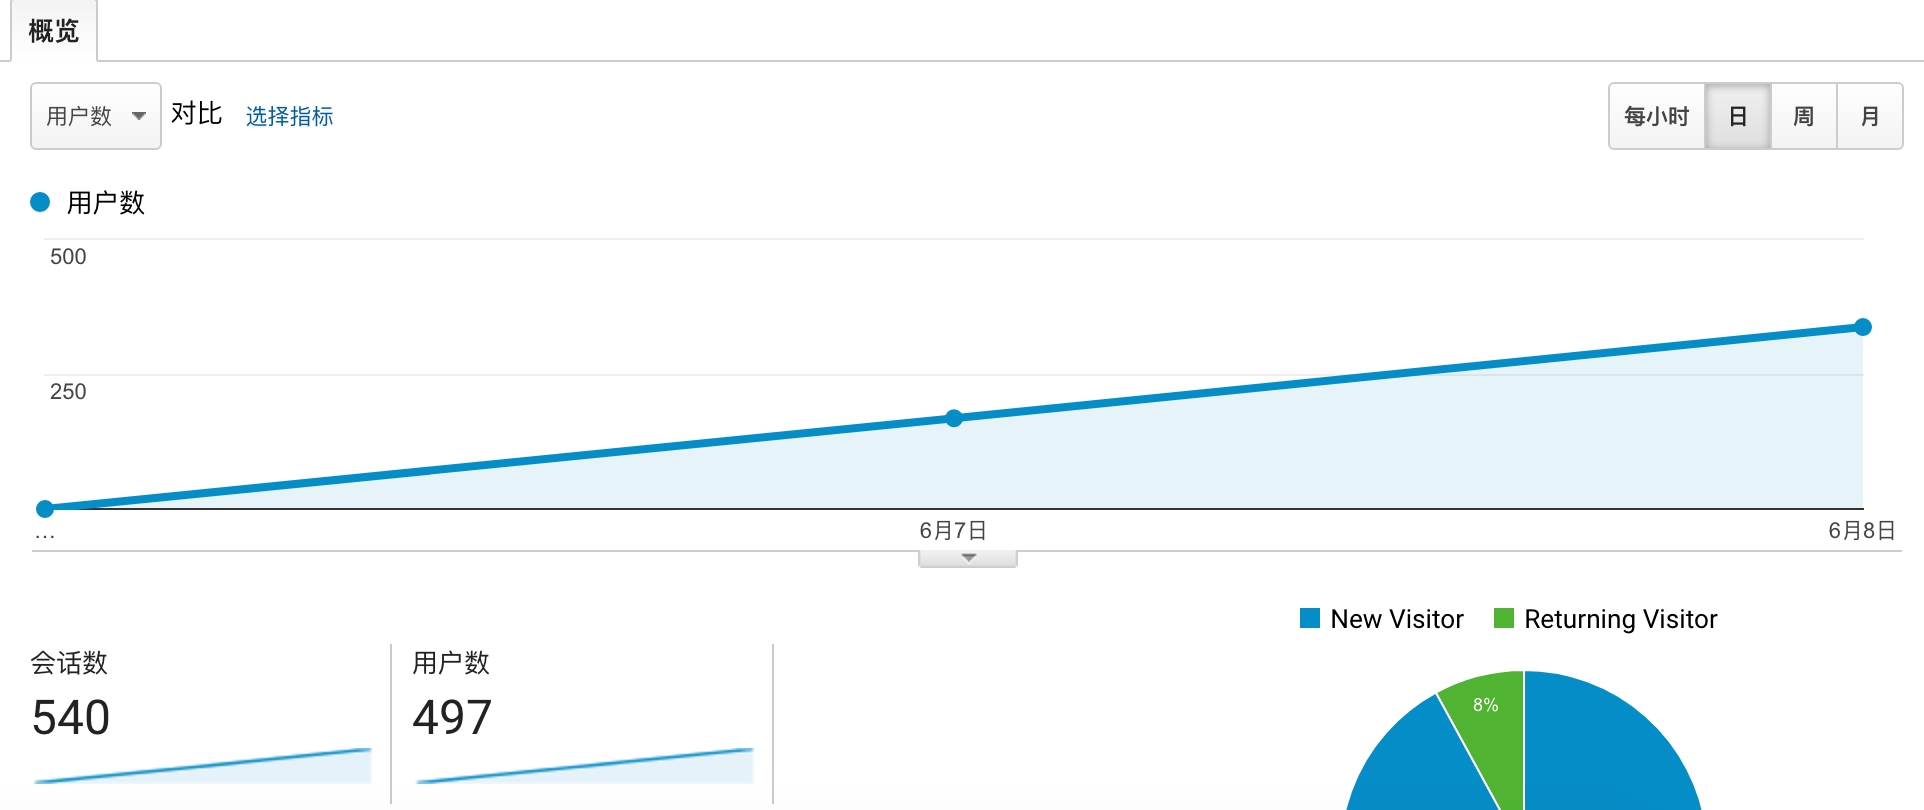 概览
用户数 对比 选择指标 每小时 日 周 月
用户数
500
250
... 6月7日 6月8日
New Visitor Returning Visitor
会话数 用户数
540 497
8%